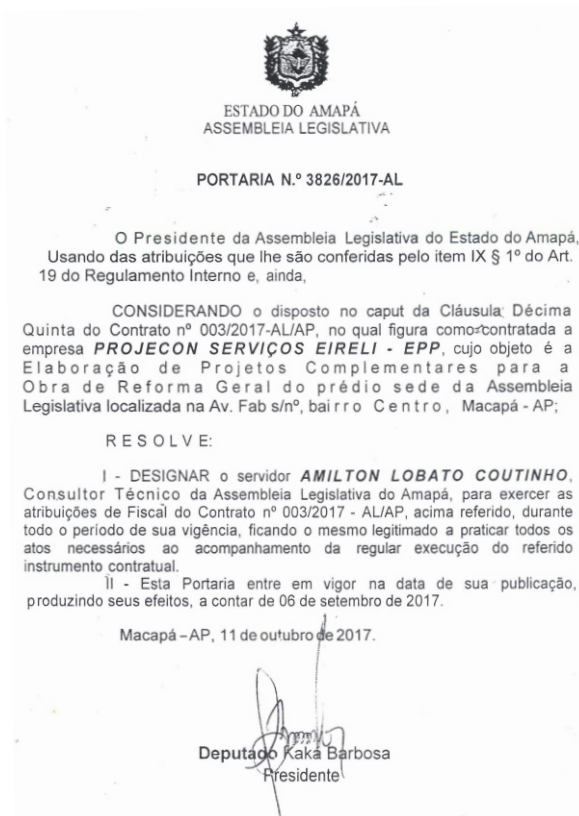 ESTADO DO AMAPÁ
ASSEMBLEIA LEGISLATIVA
PORTARIA N.º 3826/2017-AL
O Presidente da Assembleia Legislativa do Estado do Amapá,
Usando das atribuições que lhe são conferidas pelo item IX § 1º do Art.
19 do Regulamento Interno e, ainda,
CONSIDERANDO o disposto no caput da Cláusula Décima
Quinta do Contrato nº 003/2017-AL/AP, no qual figura como contratada a
empresa PROJECON SERVIÇOS EIRELI - EPP, cujo objeto é a
Elaboração de Projetos Complementares para a
Obra de Reforma Geral do prédio sede da Assembleia
Legislativa localizada na Av. Fab s/nº, bairro Centro, Macapá - AP;
RESOLVE:
I - DESIGNAR o servidor AMILTON LOBATO COUTINHO,
Consultor Técnico da Assembleia Legislativa do Amapá, para exercer as
atribuições de Fiscal do Contrato nº 003/2017 - AL/AP, acima referido, durante
todo o período de sua vigência, ficando o mesmo legitimado a praticar todos os
atos necessários ao acompanhamento da regular execução do referido
instrumento contratual.
II - Esta Portaria entre em vigor na data de sua publicação,
produzindo seus efeitos, a contar de 06 de setembro de 2017.
Macapá – AP, 11 de outubro de 2017.
Deputado Kaká Barbosa
Presidente